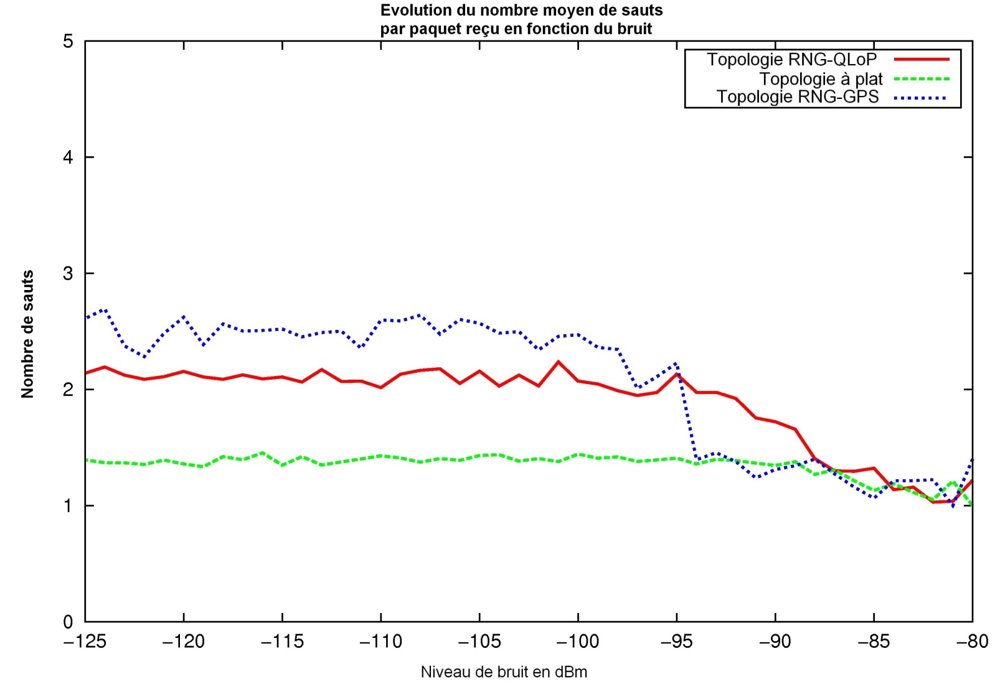 Evolution du nombre moyen de sauts
par paquet reçu en fonction du bruit
Topologie RNG-QLoP
Topologie à plat
Topologie RNG-GPS
5
4
3
2
1
0
Nombre de sauts
−125 −120 −115 −110 −105 −100 −95 −90 −85 −80
Niveau de bruit en dBm